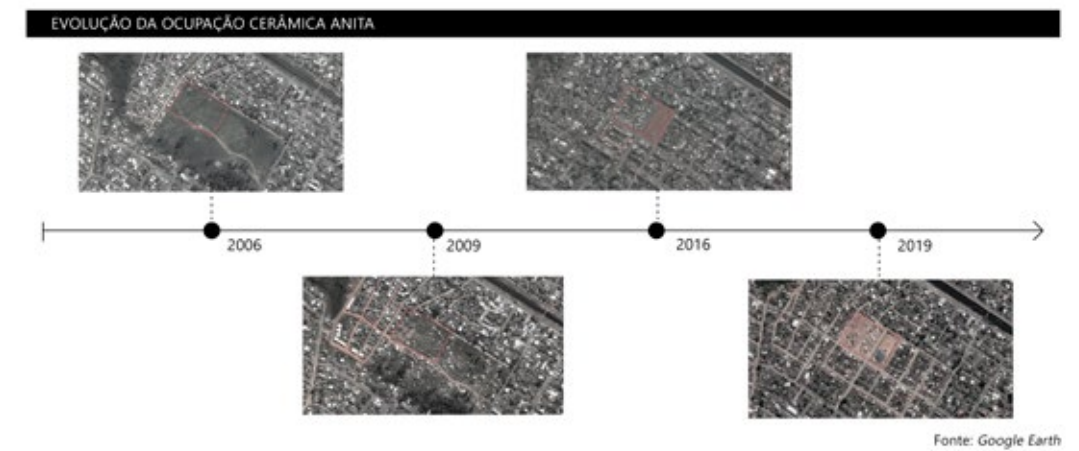 EVOLUÇÃO DA OCUPAÇÃO CERÂMICA ANITA
2006
2009
2016
2019
Fonte: Google Earth